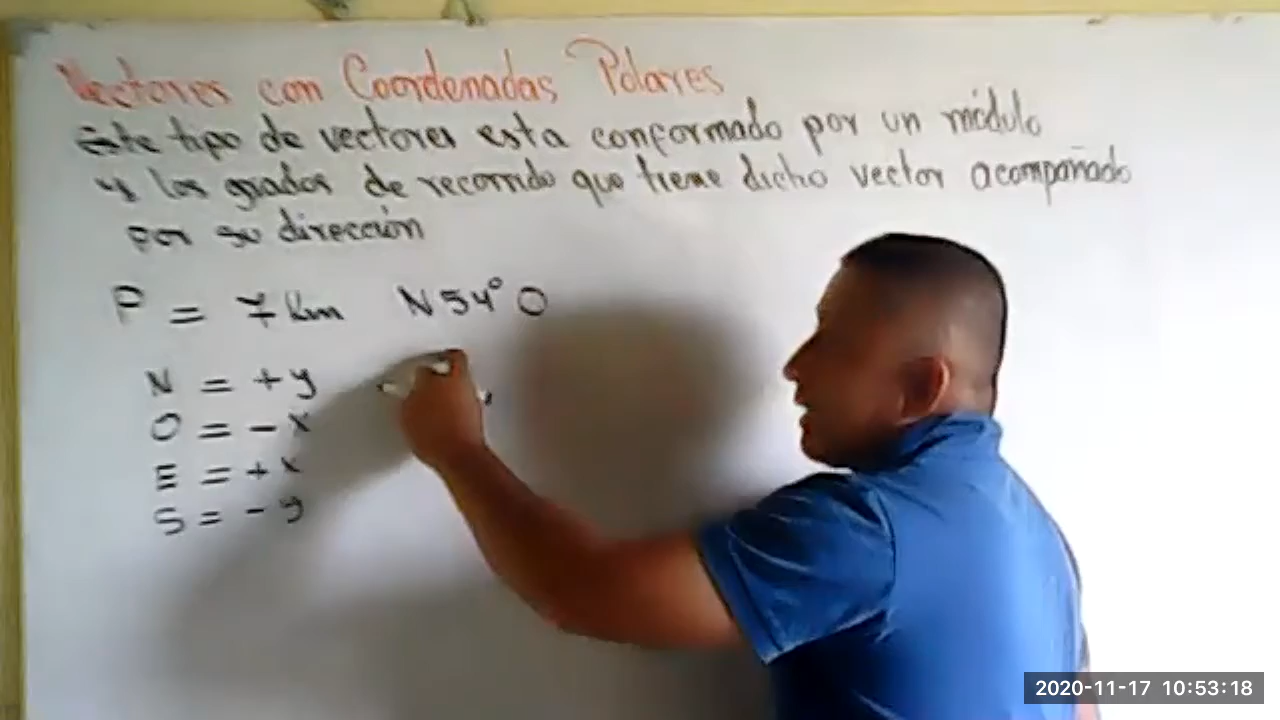 Vectores con Coordenadas Polares
Este tipo de vectores esta conformado por un módulo
y los grados de recorrido que tiene dicho vector acompañado
por su dirección
P = 7 km N 54° O
N = + y
O = - x
E = + x
S = - y
2020-11-17 10:53:18